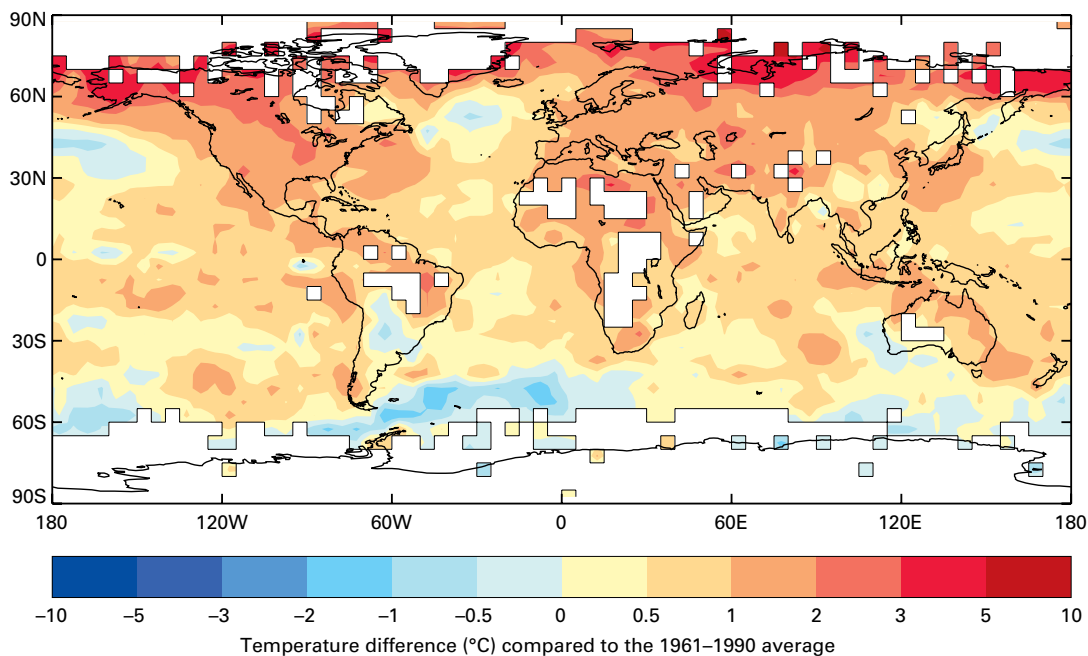 90N
60N
30N
0
30S
60S
90S
180 120W 60W 0 60E 120E 180
–10 –5 –3 –2 –1 –0.5 0 0.5 1 2 3 5 10
Temperature difference (°C) compared to the 1961–1990 average